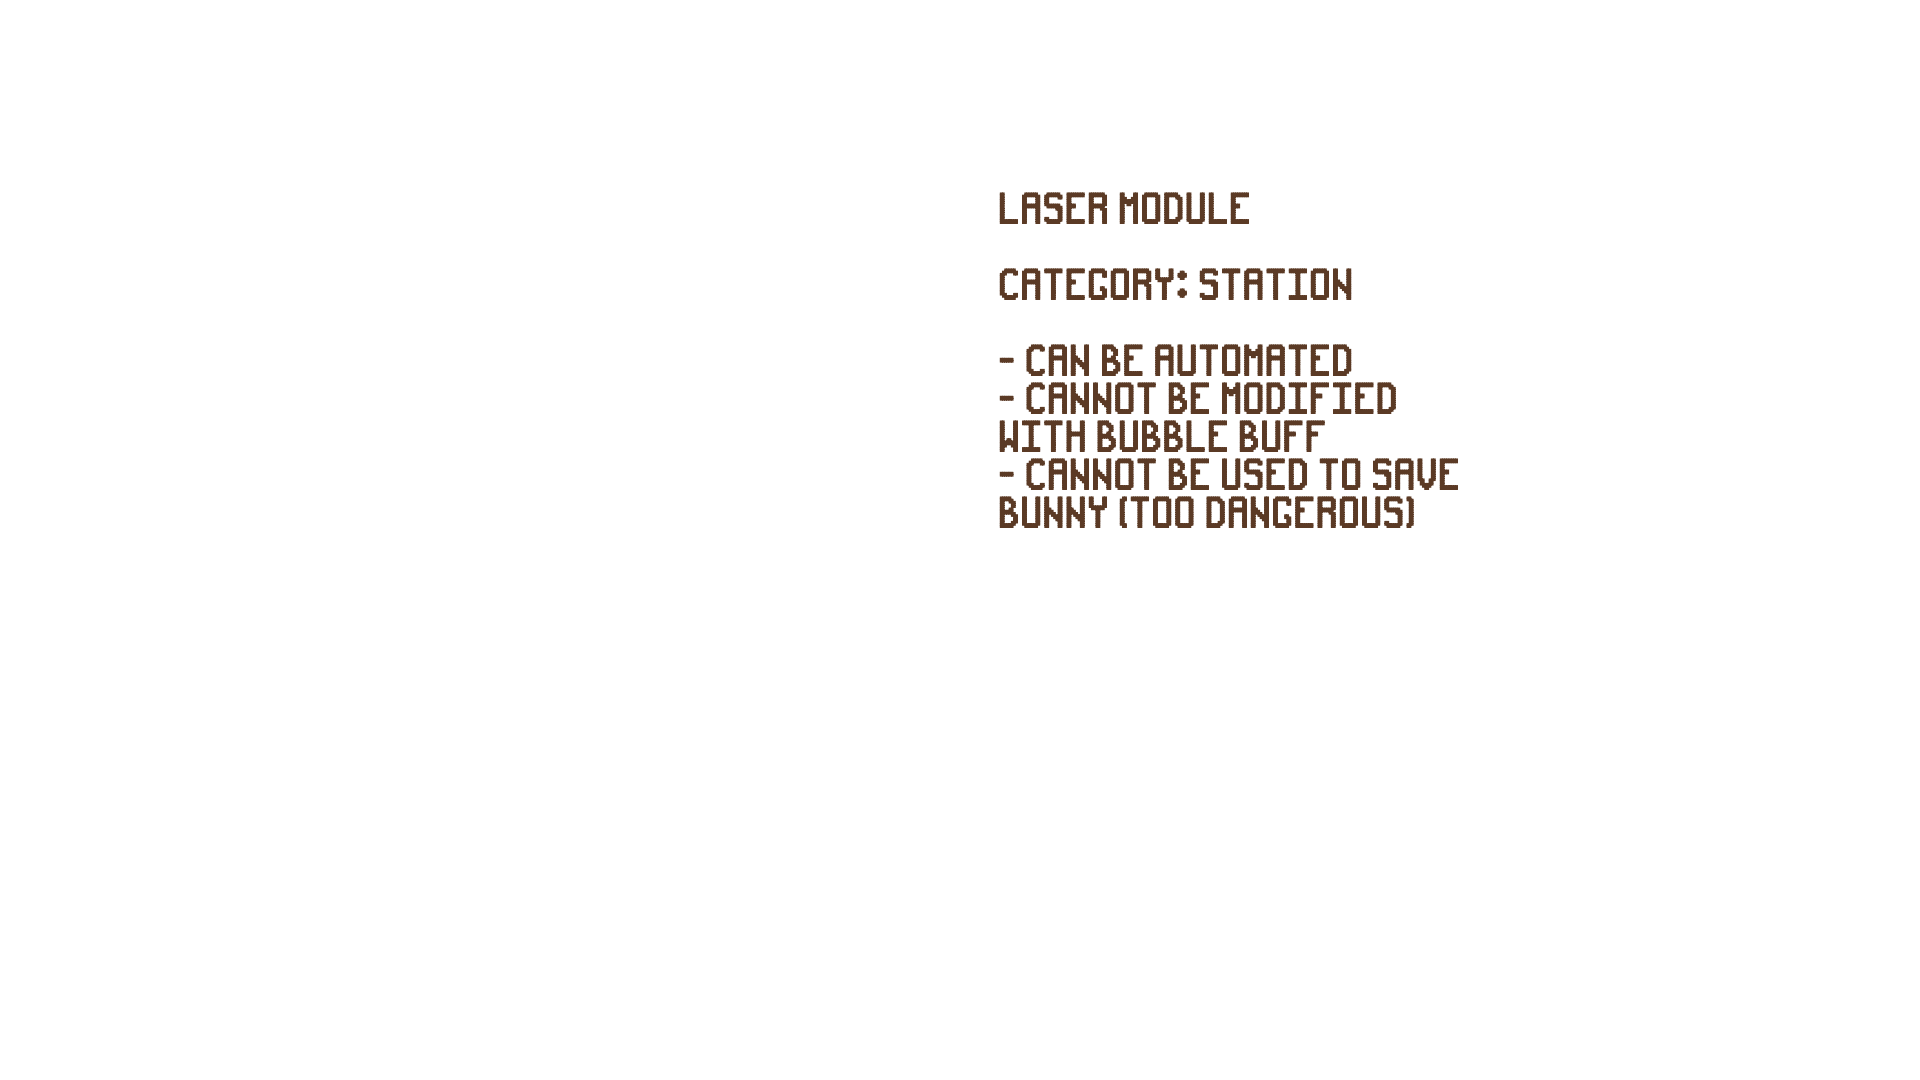 LASER MODULE
CATEGORY: STATION
- CAN BE AUTOMATED
- CANNOT BE MODIFIED
WITH BUBBLE BUFF
- CANNOT BE USED TO SAVE
BUNNY (TOO DANGEROUS)